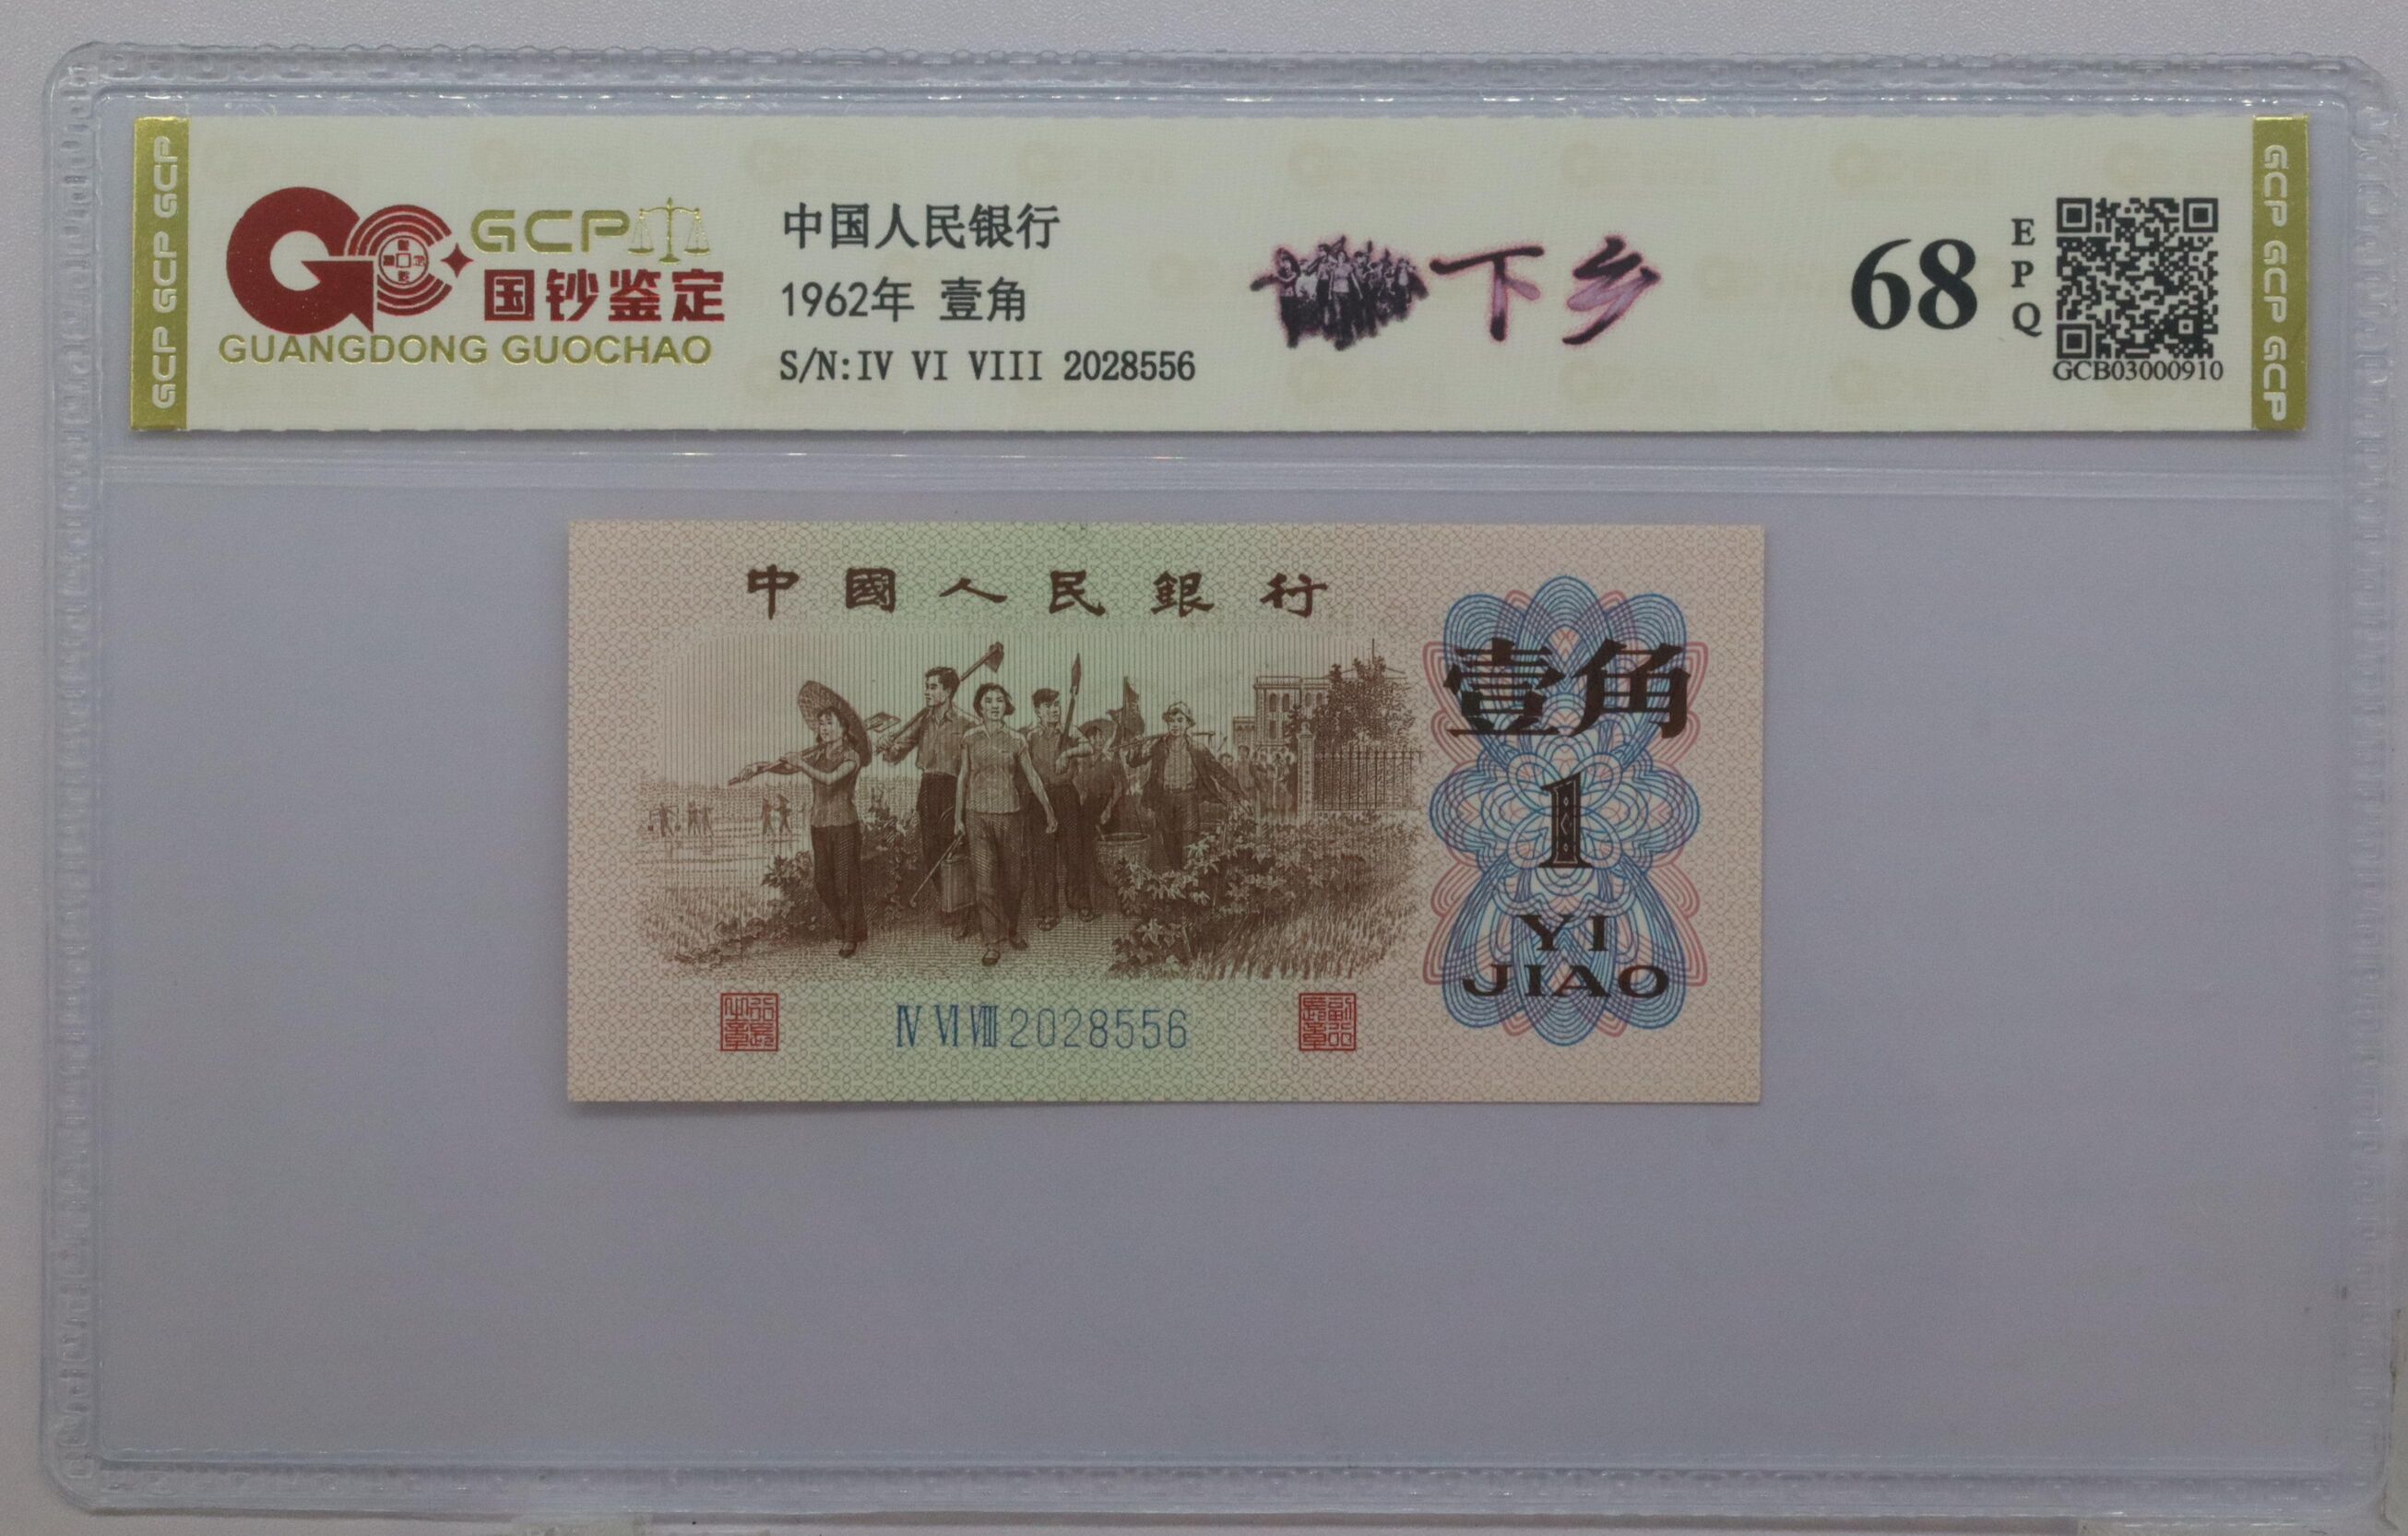 GCP GCP GCP
GCP
国钞鉴定
GUANGDONG GUOCHAO
中国人民银行
1962年 壹角
S/N:IV VI VIII 2028556
下乡
68
EPQ
GCB03000910
GCP GCP GCP
中國人民銀行
壹角
1
YI
JIAO
IV VI VIII 2028556